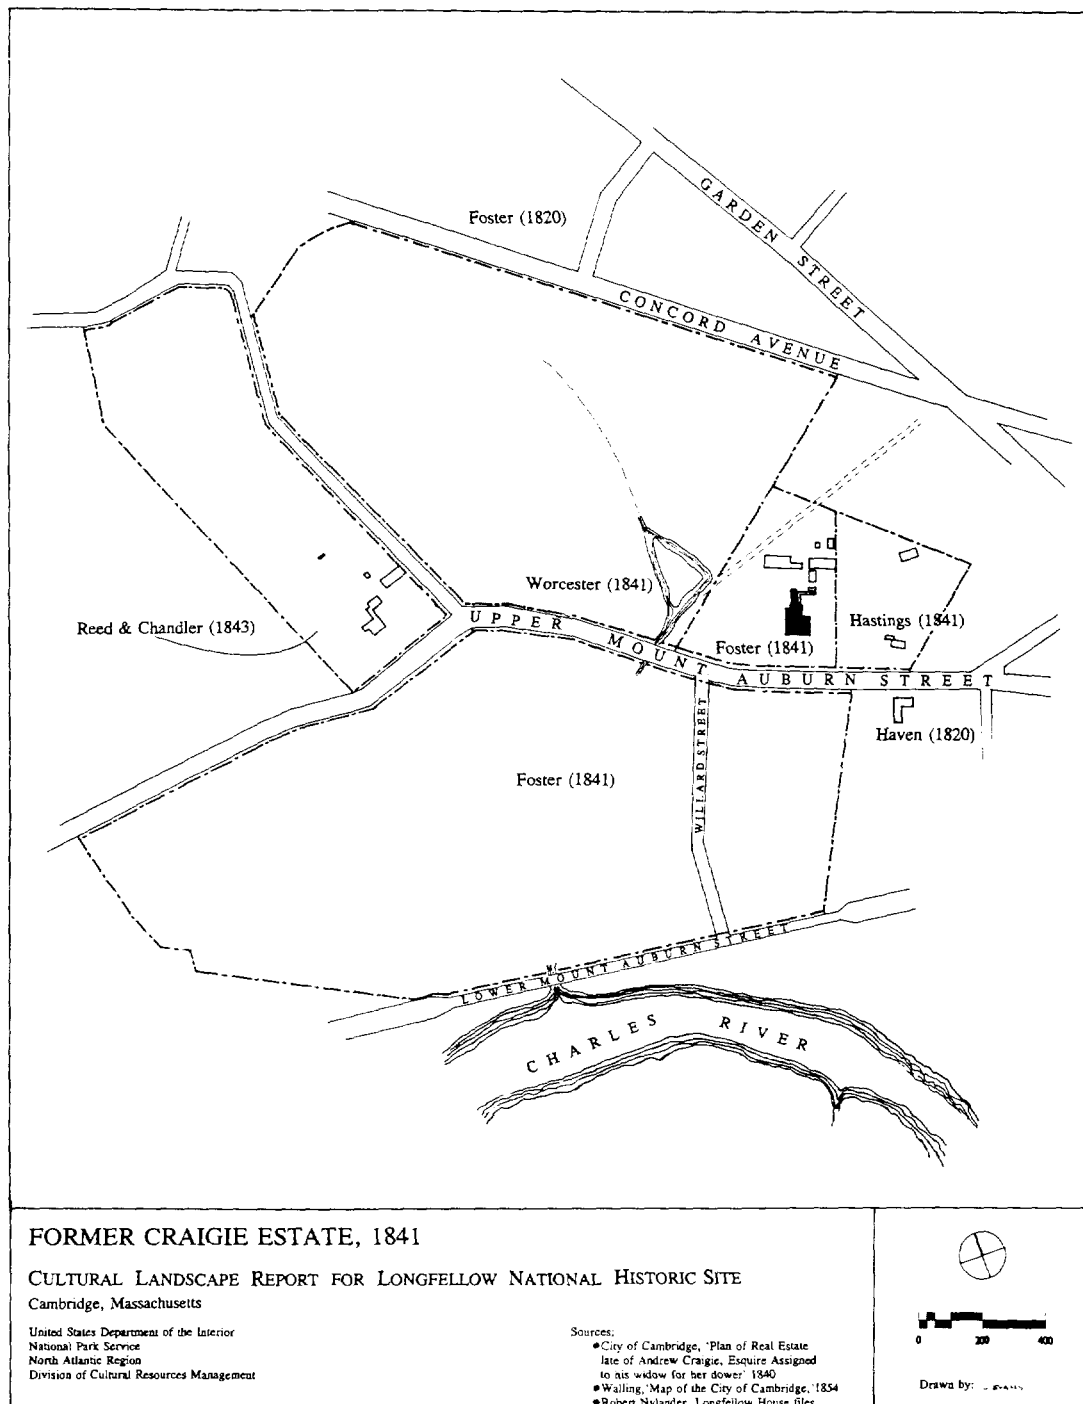 GARDEN STREET
Foster (1820)
CONCORD AVENUE
Worcester (1841)
Reed & Chandler (1843)
UPPER MOUNT AUBURN STREET
Foster (1841)
Hastings (1841)
Haven (1820)
WILLARD STREET
Foster (1841)
LOWER MOUNT AUBURN STREET
CHARLES RIVER
FORMER CRAIGIE ESTATE, 1841
CULTURAL LANDSCAPE REPORT FOR LONGFELLOW NATIONAL HISTORIC SITE
Cambridge, Massachusetts
United States Department of the Interior
National Park Service
North Atlantic Region
Division of Cultural Resources Management
Sources:
•City of Cambridge, 'Plan of Real Estate
late of Andrew Craigie, Esquire Assigned
to his widow for her dower' 1840
•Walling, 'Map of the City of Cambridge,' 1854
•Robert Nylander, Longfellow House files
0 200 400
Drawn by: